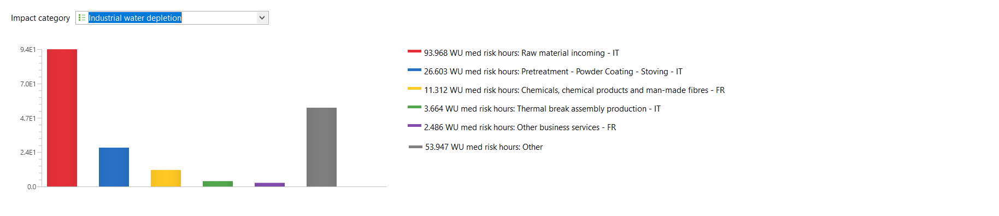 Impact category
Industrial water depletion
9.4E1
7.0E1
4.7E1
2.4E1
0.0
93.968 WU med risk hours: Raw material incoming - IT
26.603 WU med risk hours: Pretreatment - Powder Coating - Stoving - IT
11.312 WU med risk hours: Chemicals, chemical products and man-made fibres - FR
3.664 WU med risk hours: Thermal break assembly production - IT
2.486 WU med risk hours: Other business services - FR
53.947 WU med risk hours: Other